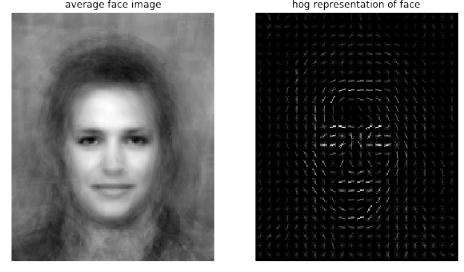 average face image
hog representation of face